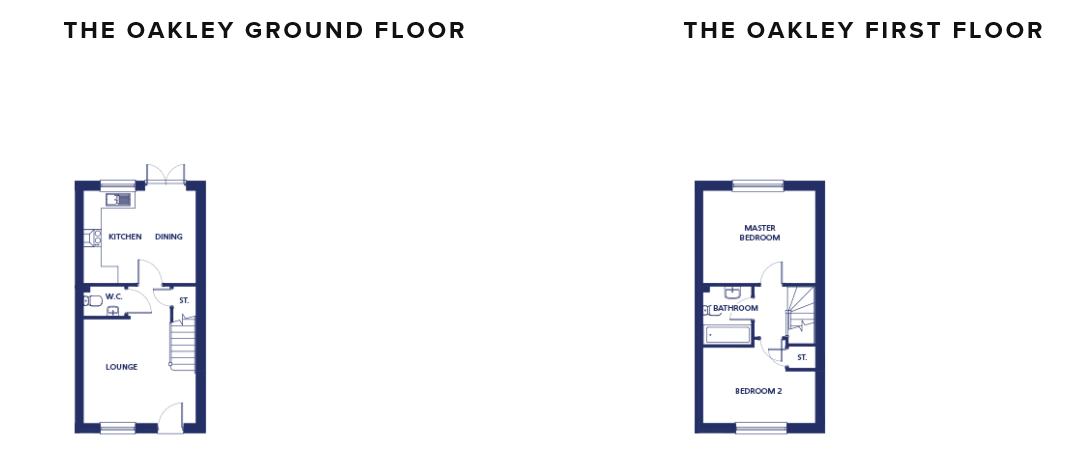 THE OAKLEY GROUND FLOOR
KITCHEN DINING
W.C.
ST.
LOUNGE
THE OAKLEY FIRST FLOOR
MASTER
BEDROOM
BATHROOM
ST.
BEDROOM 2